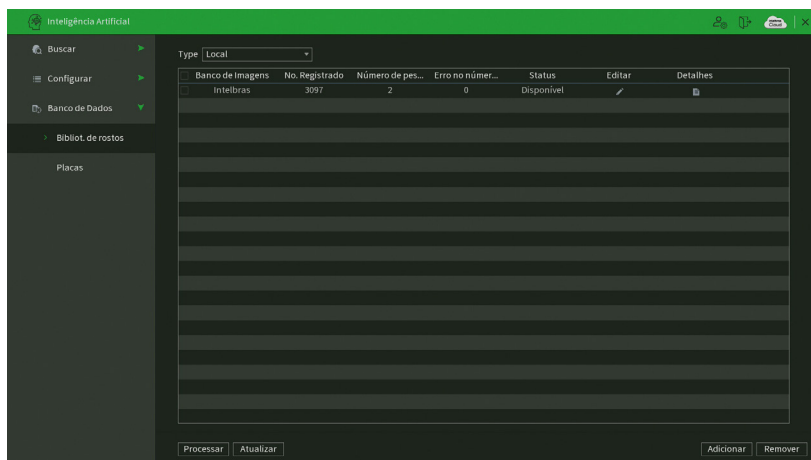 Inteligência Artificial
Buscar
Configurar
Banco de Dados
Bibliot. de rostos
Placas
Type Local
Banco de Imagens No. Registrado Número de pes... Erro no númer... Status Editar Detalhes
Intelbras 3097 2 0 Disponível
Processar Atualizar Adicionar Remover